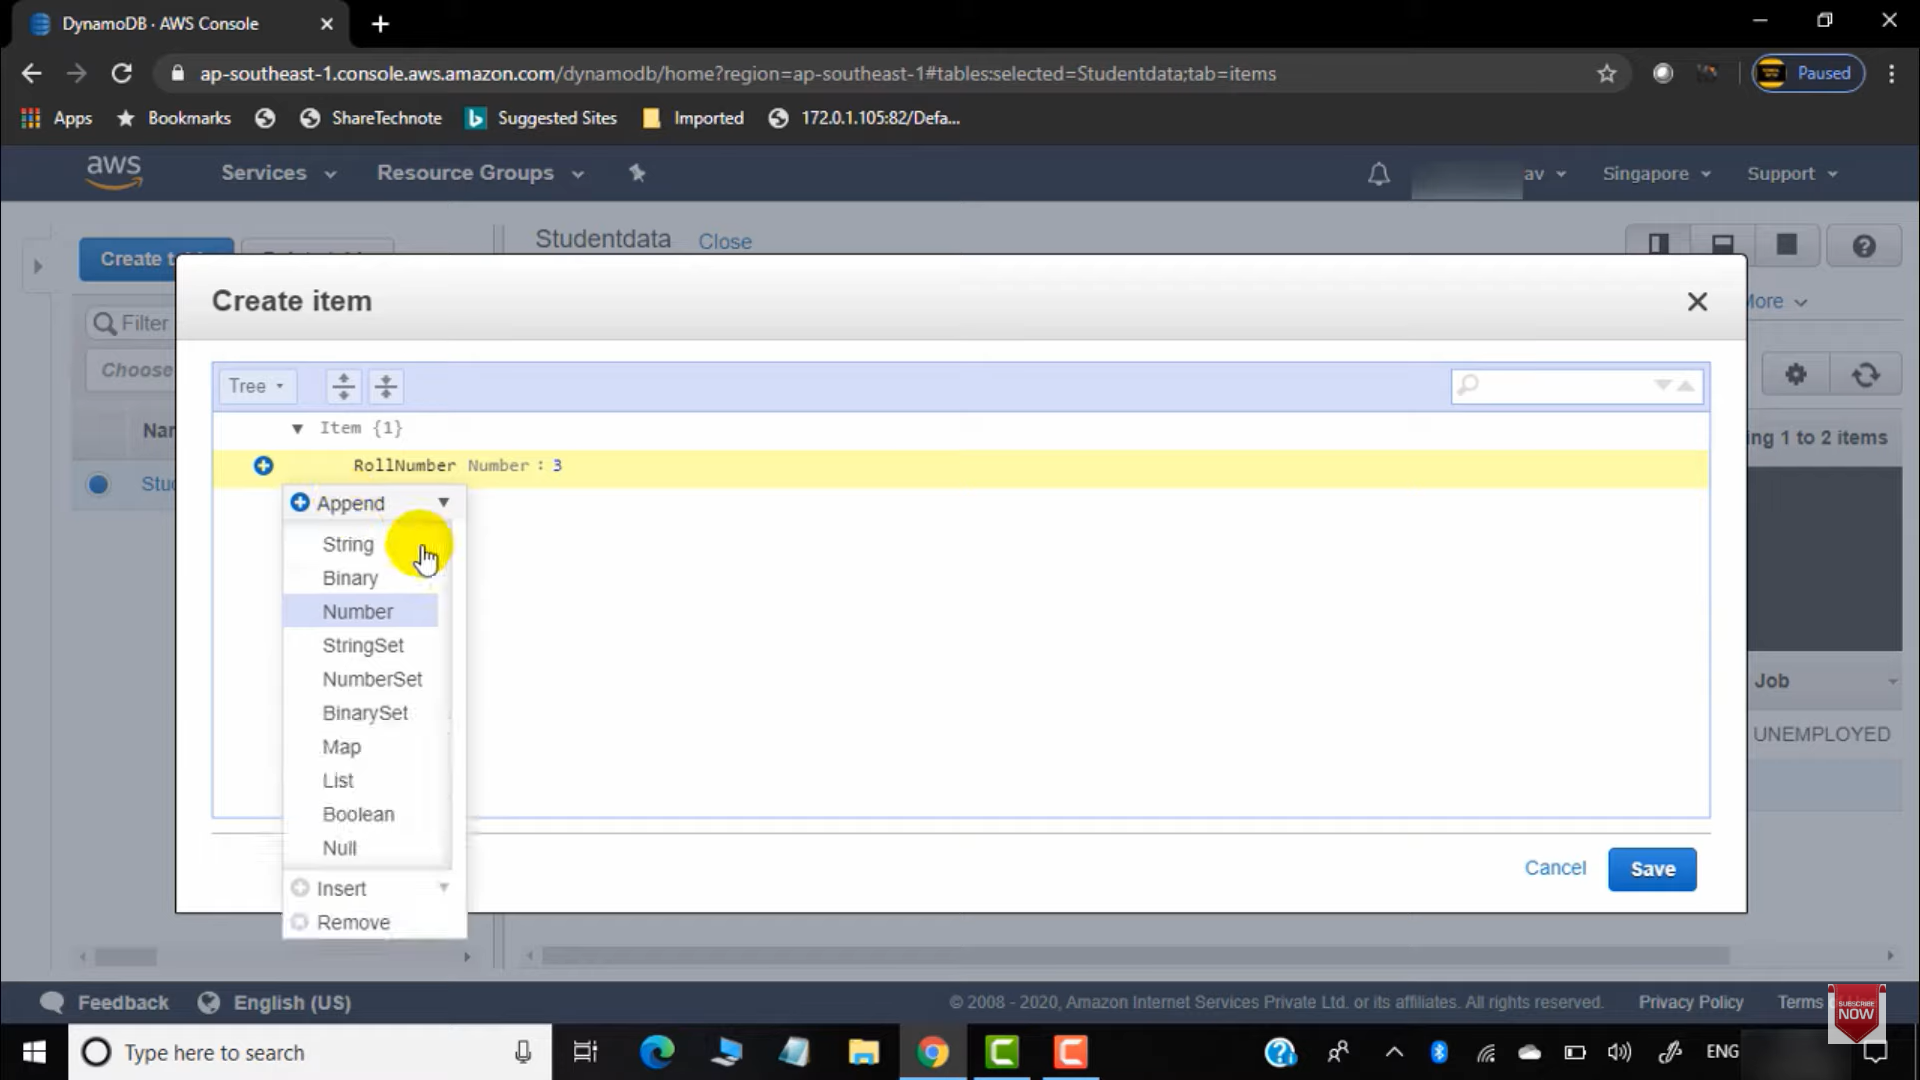 DynamoDB · AWS Console
ap-southeast-1.console.aws.amazon.com/dynamodb/home?region=ap-southeast-1#tables:selected=Studentdata;tab=items
Paused
Apps
Bookmarks
ShareTechnote
Suggested Sites
Imported
172.0.1.105:82/Defa...
aws
Services
Resource Groups
av
Singapore
Support
Create t
Studentdata
Close
More
Filter
Choose
Nar
Stu
ing 1 to 2 items
Job
UNEMPLOYED
Create item
Tree
Item {1}
RollNumber Number : 3
Append
String
Binary
Number
StringSet
NumberSet
BinarySet
Map
List
Boolean
Null
Insert
Remove
Cancel
Save
Feedback
English (US)
© 2008 - 2020, Amazon Internet Services Private Ltd. or its affiliates. All rights reserved.
Privacy Policy
Terms
SUBSCRIBE
NOW
Type here to search
ENG